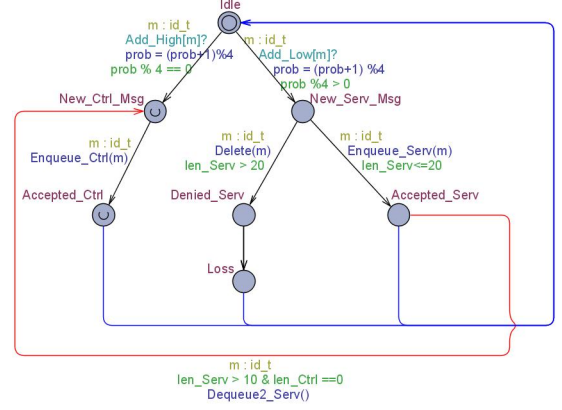 Idle
m : id_t
Add_High[m]?
prob = (prob+1)%4
prob % 4 == 0
m : id_t
Add_Low[m]?
prob = (prob+1) %4
prob %4 > 0
New_Ctrl_Msg
New_Serv_Msg
m : id_t
Enqueue_Ctrl(m)
m : id_t
Delete(m)
len_Serv > 20
m : id_t
Enqueue_Serv(m)
len_Serv<=20
Accepted_Ctrl
Denied_Serv
Accepted_Serv
Loss
m : id_t
len_Serv > 10 & len_Ctrl ==0
Dequeue2_Serv()